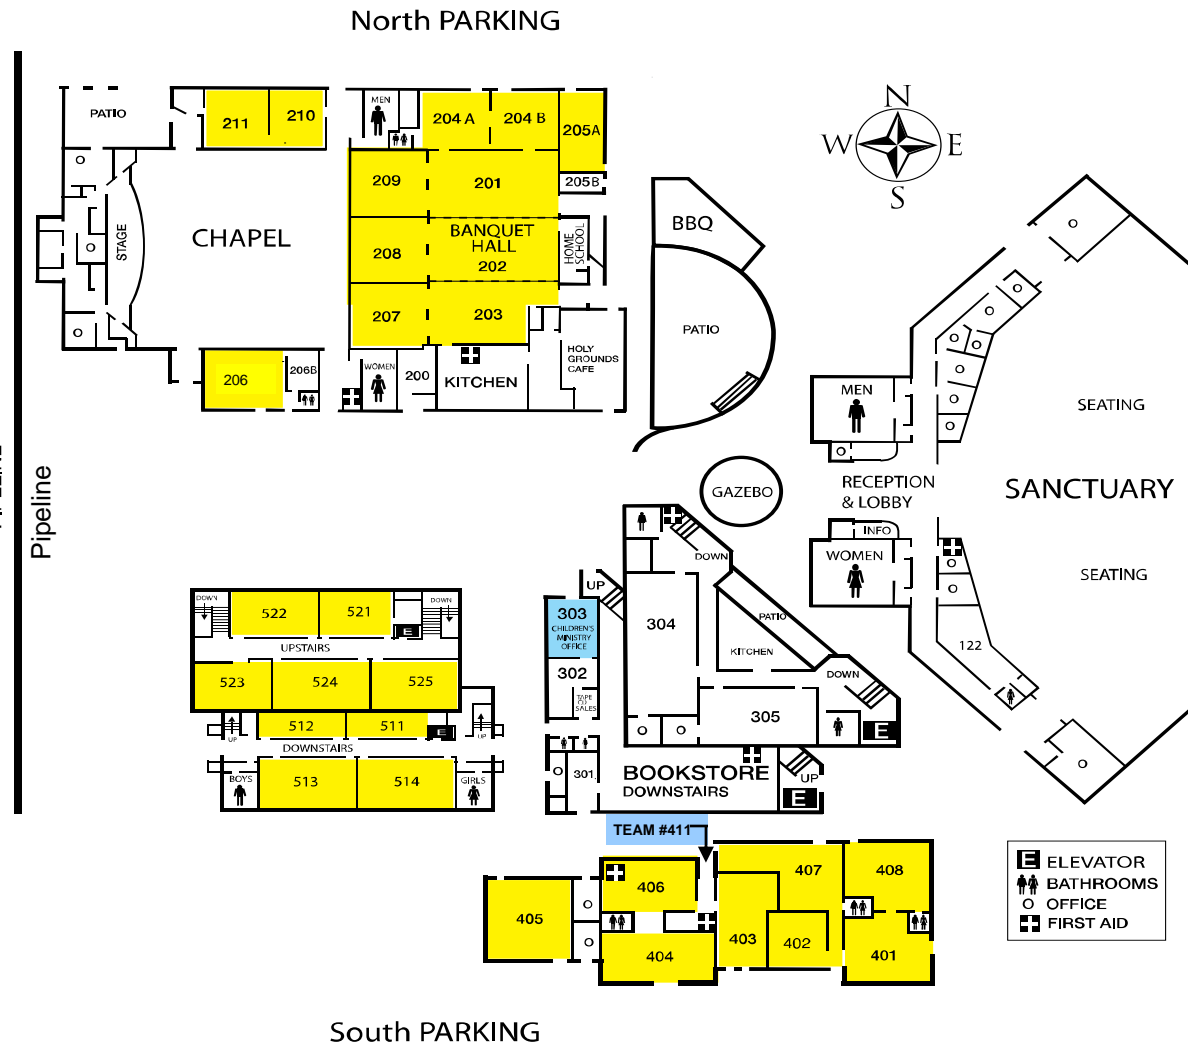 North PARKING
N
W E
S
PATIO
211
210
MEN
204 A
204 B
205A
205B
209
201
STAGE
CHAPEL
208
BANQUET
HALL
202
HOME
SCHOOL
207
203
206
206B
WOMEN
200
KITCHEN
HOLY
GROUNDS
CAFE
BBQ
PATIO
GAZEBO
MEN
RECEPTION
& LOBBY
INFO
WOMEN
SEATING
SANCTUARY
SEATING
122
Pipeline
DOWN
522
521
DOWN
E
UPSTAIRS
523
524
525
UP
512
511
E
UP
DOWNSTAIRS
BOYS
513
514
GIRLS
UP
303
CHILDREN'S
MINISTRY
OFFICE
302
TAPE
SALES
301
DOWN
304
PATIO
KITCHEN
DOWN
305
E
BOOKSTORE
DOWNSTAIRS
UP
E
TEAM #411
405
406
404
407
403
402
408
401
E ELEVATOR
BATHROOMS
O OFFICE
FIRST AID
South PARKING